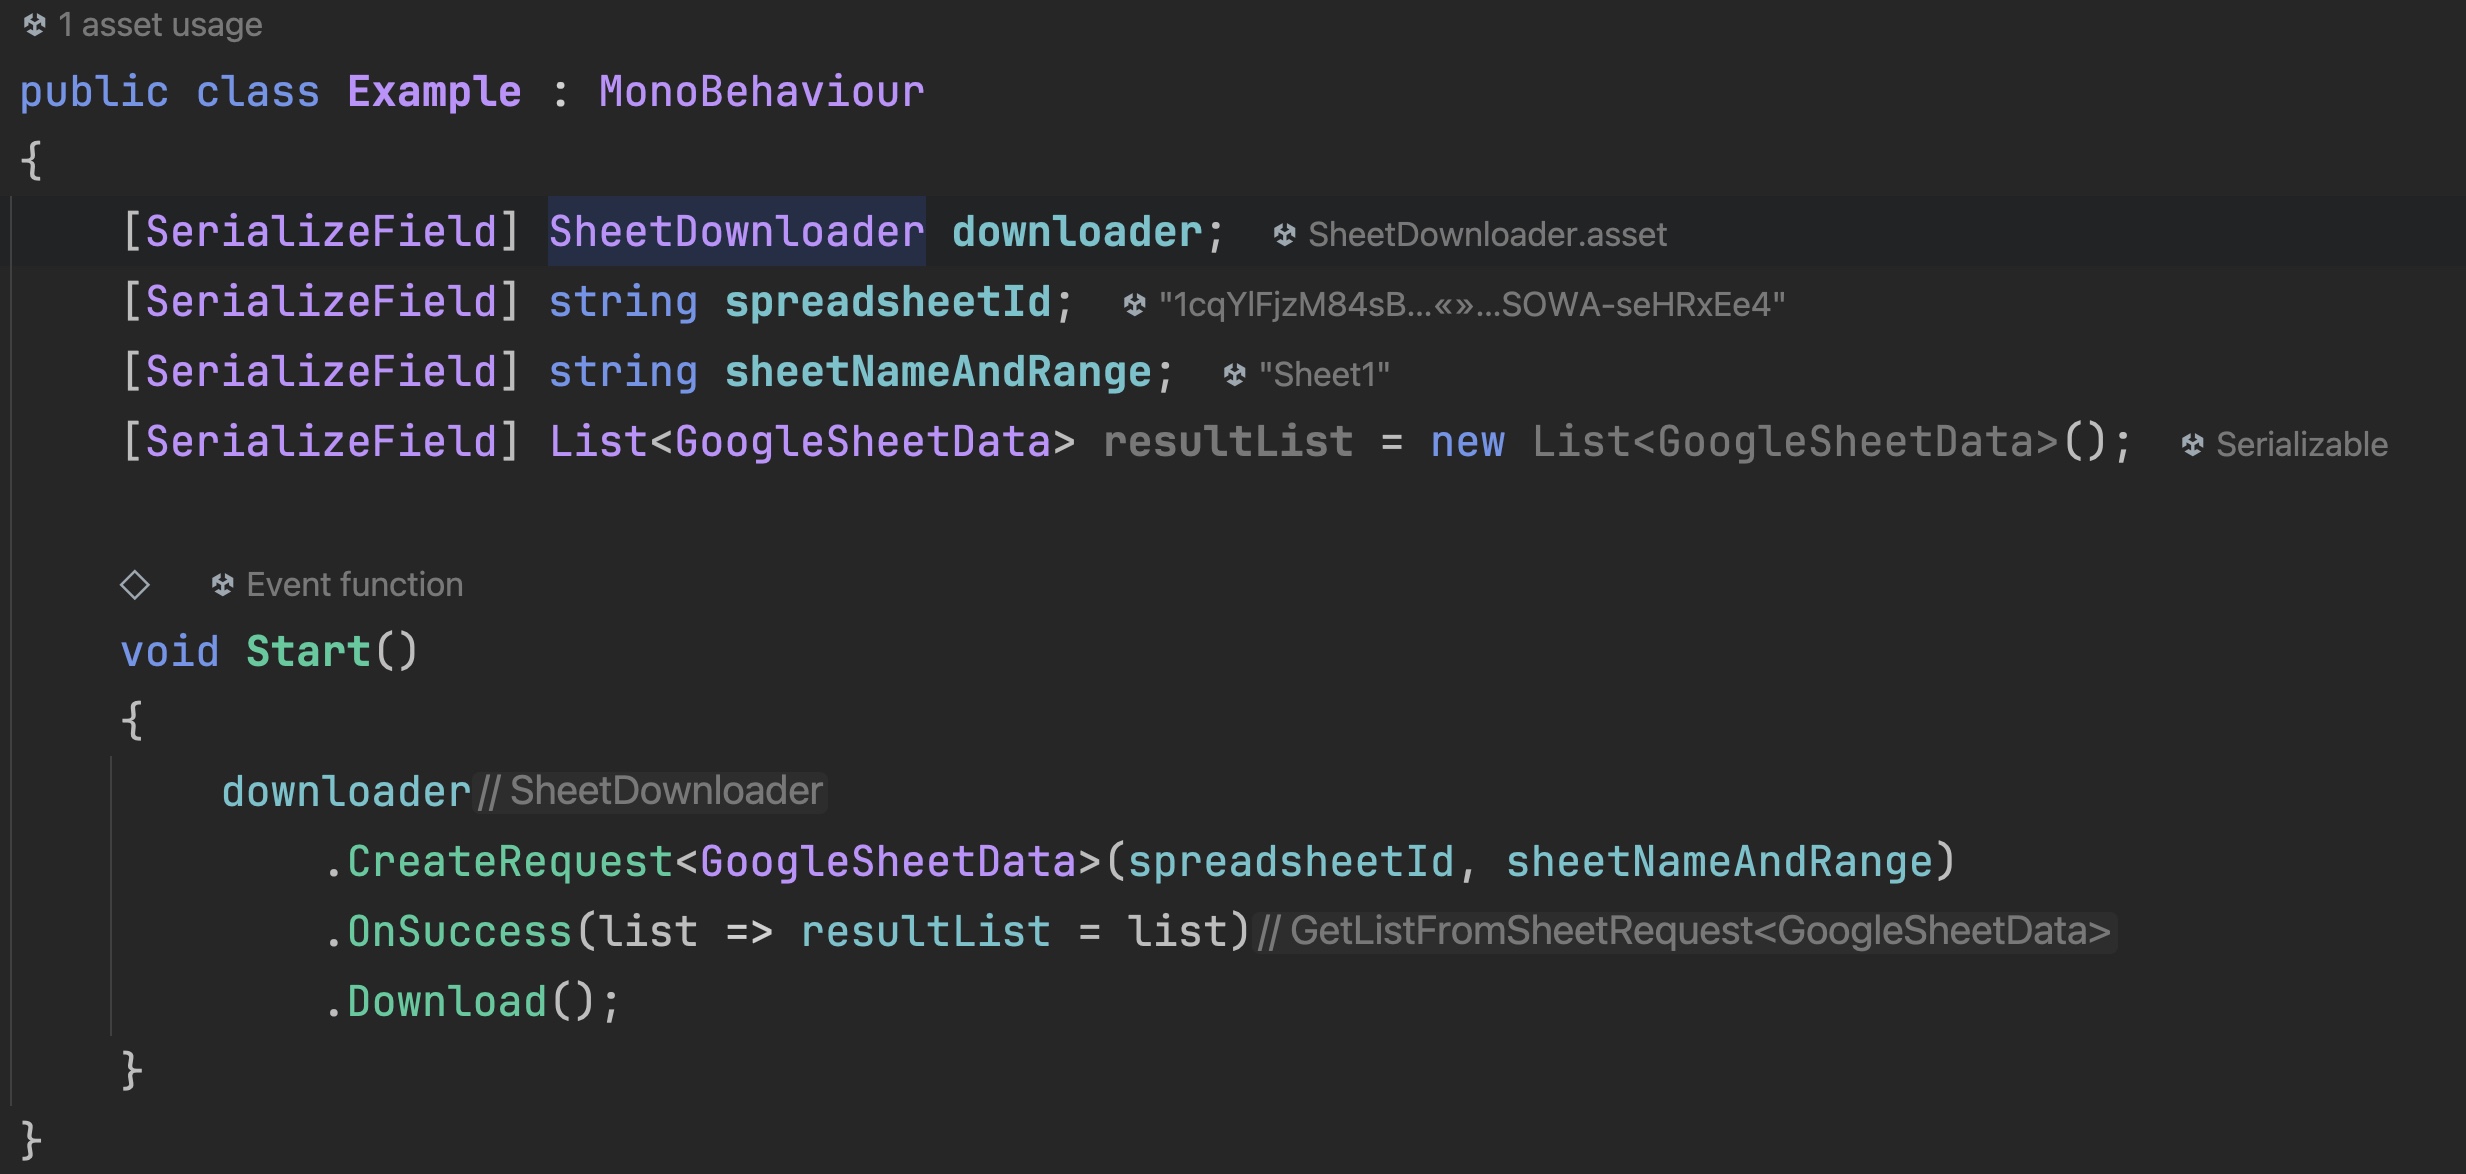 1 asset usage
public class Example : MonoBehaviour
{
[SerializeField] SheetDownloader downloader; SheetDownloader.asset
[SerializeField] string spreadsheetId; "1cqYlFjzM84sB...«»...SOWA-seHRxEe4"
[SerializeField] string sheetNameAndRange; "Sheet1"
[SerializeField] List<GoogleSheetData> resultList = new List<GoogleSheetData>(); Serializable
Event function
void Start()
{
downloader // SheetDownloader
.CreateRequest<GoogleSheetData>(spreadsheetId, sheetNameAndRange)
.OnSuccess(list => resultList = list) // GetListFromSheetRequest<GoogleSheetData>
.Download();
}
}